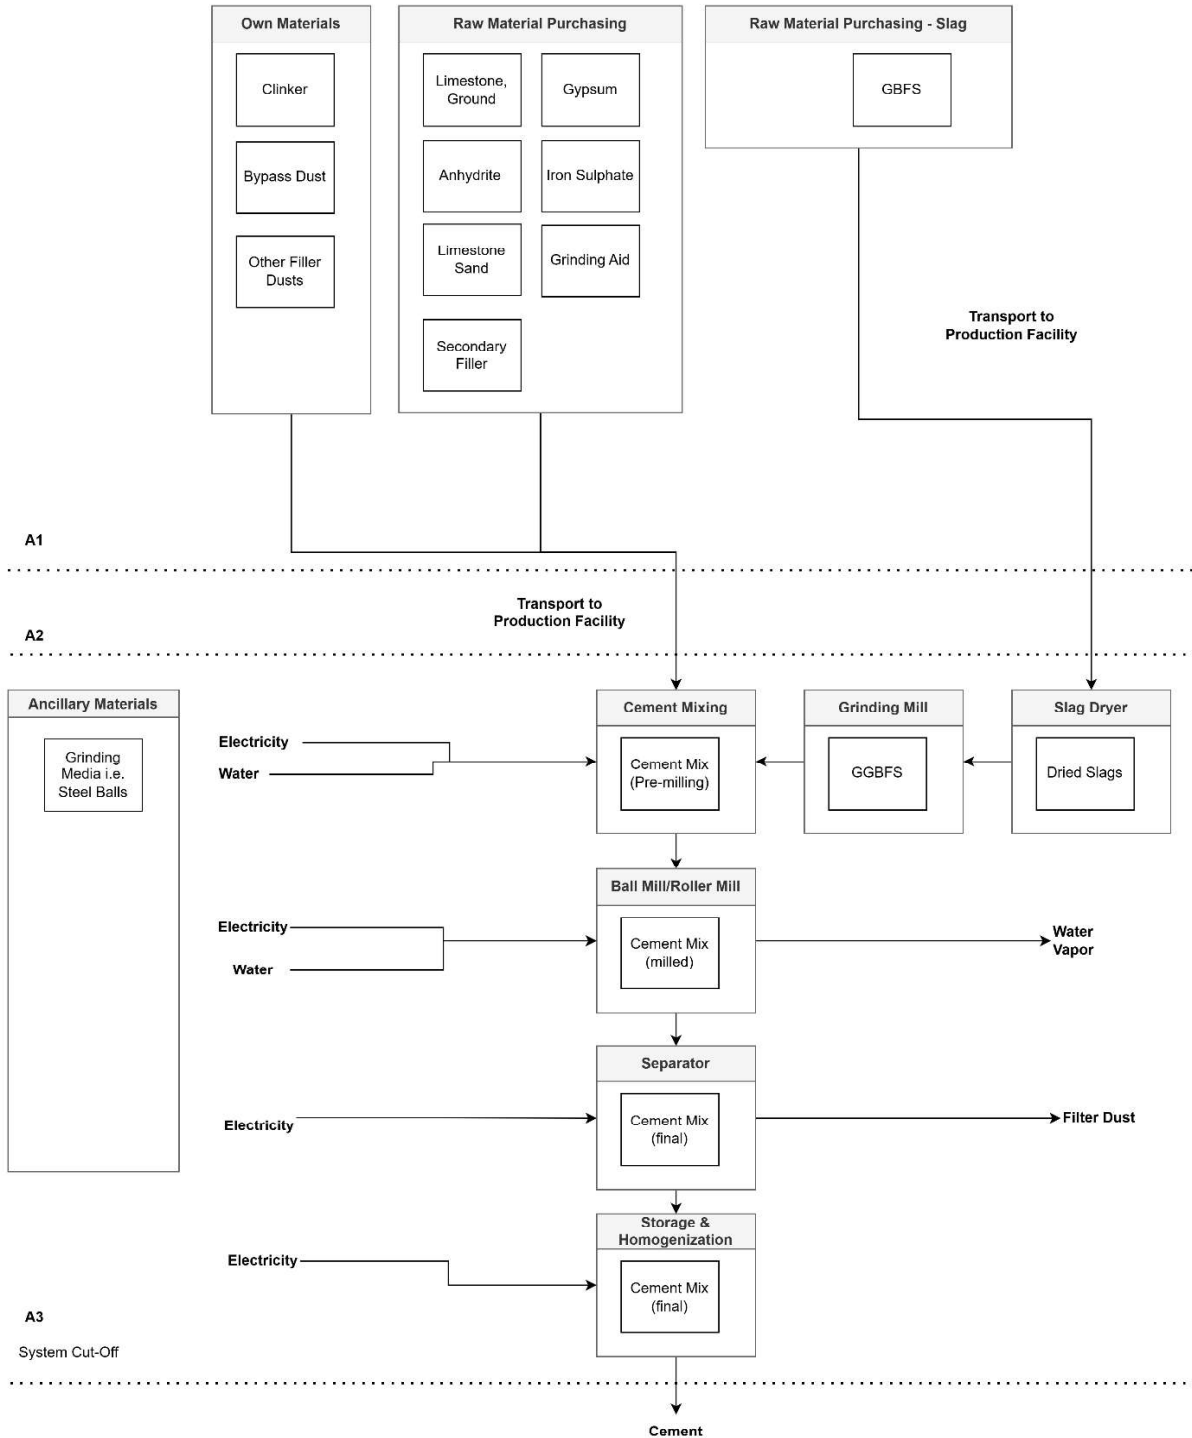 Own Materials
Raw Material Purchasing
Raw Material Purchasing - Slag
Clinker
Limestone,
Ground
Gypsum
GBFS
Bypass Dust
Anhydrite
Iron Sulphate
Limestone
Sand
Grinding Aid
Other Filler
Dusts
Secondary
Filler
Transport to
Production Facility
A1
Transport to
Production Facility
A2
Ancillary Materials
Grinding
Media i.e.
Steel Balls
Electricity
Water
Cement Mixing
Cement Mix
(Pre-milling)
Grinding Mill
GGBFS
Slag Dryer
Dried Slags
Ball Mill/Roller Mill
Electricity
Water
Cement Mix
(milled)
Water
Vapor
Separator
Electricity
Cement Mix
(final)
Filter Dust
Storage &
Homogenization
Electricity
Cement Mix
(final)
A3
System Cut-Off
Cement